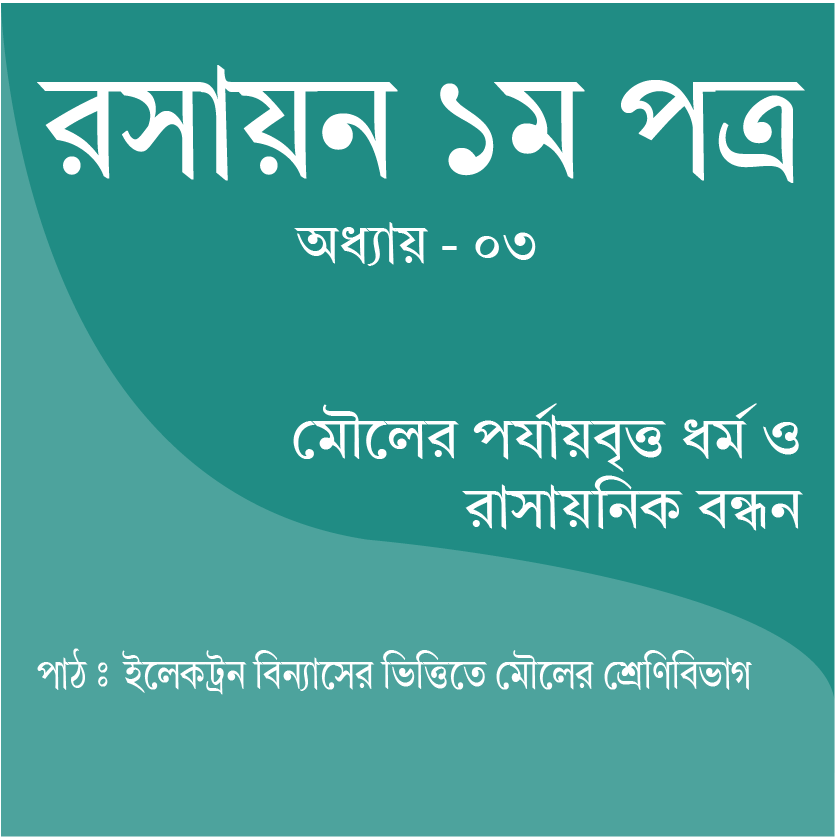 রসায়ন ১ম পত্র
অধ্যায় - ০৩
মৌলের পর্যায়বৃত্ত ধর্ম ও
রাসায়নিক বন্ধন
পাঠ ঃ ইলেকট্রন বিন্যাসের ভিত্তিতে মৌলের শ্রেণিবিভাগ